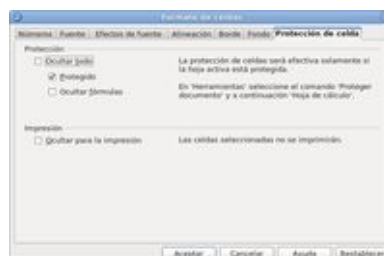 Formato de celdas
Números Fuente Efectos de fuente Alineación Borde Fondo Protección de celda
Protección
Ocultar todo
La protección de celdas será efectiva solamente si
la hoja activa está protegida.
Protegido
En 'Herramientas' seleccione el comando 'Proteger
Ocultar fórmulas
documento' y a continuación 'Hoja de cálculo'.
Impresión
Ocultar para la impresión
Las celdas seleccionadas no se imprimirán.
Aceptar Cancelar Ayuda Restablecer